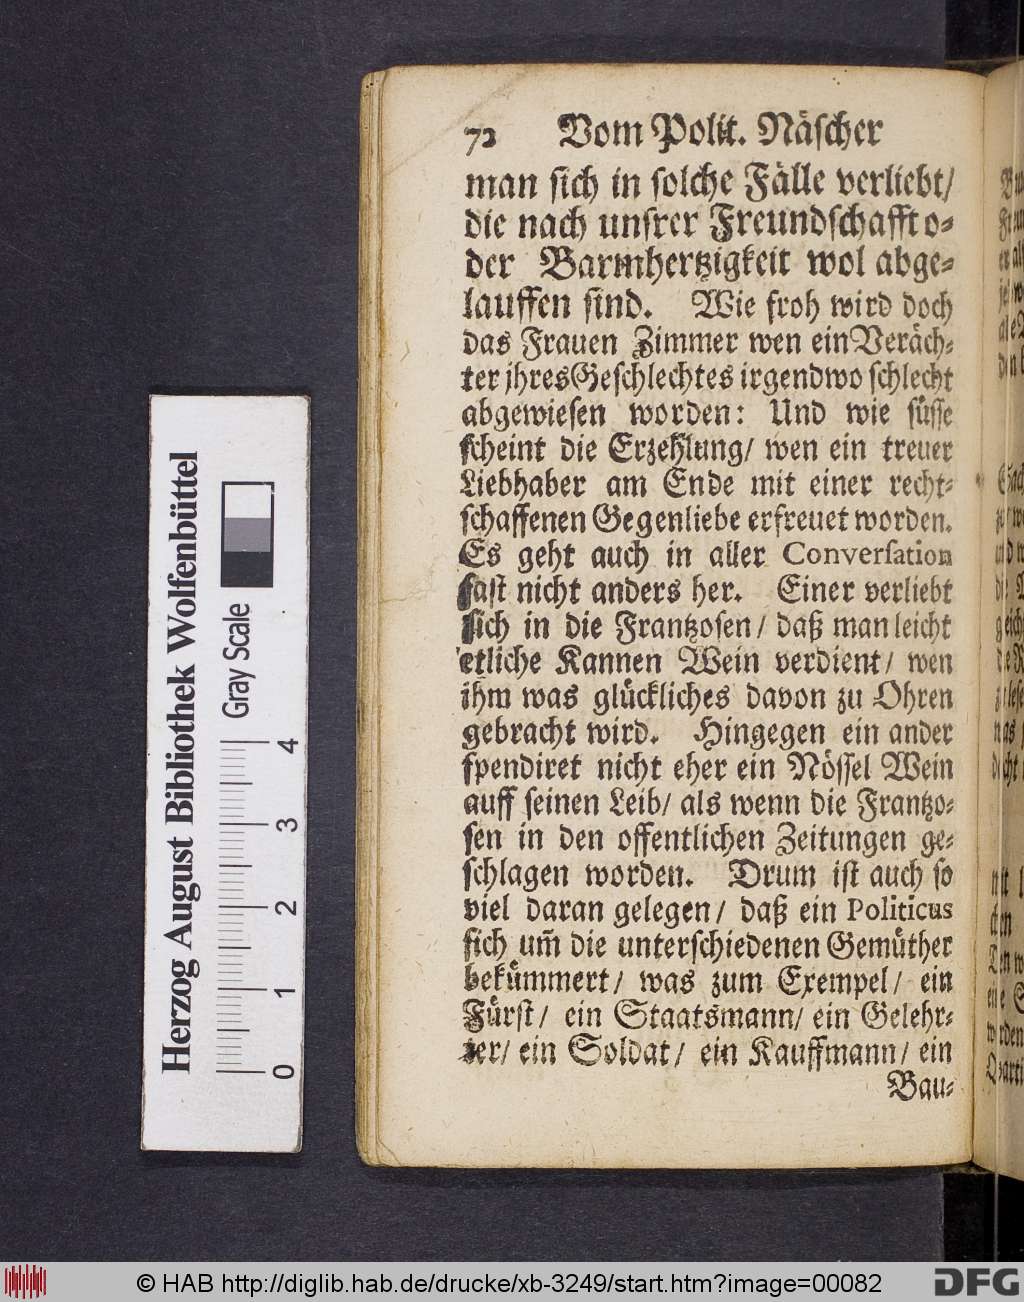 72 Vom Polit. Näscher
man sich in solche Fälle verliebt/
die nach unsrer Freundschafft o-
der Barmhertzigkeit wol abge-
lauffen sind. Wie froh wird doch
das Frauen Zimmer wen ein Veräch-
ter jhres Geschlechtes irgendwo schlecht
abgewiesen worden: Und wie süsse
scheint die Erzehlung/ wen ein treuer
Liebhaber am Ende mit einer recht-
schaffenen Gegenliebe erfreuet worden.
Es geht auch in aller Conversation
fast nicht anders her. Einer verliebt
sich in die Frantzosen/ daß man leicht
etliche Kannen Wein verdient/ wen
ihm was glückliches davon zu Ohren
gebracht wird. Hingegen ein ander
spendiret nicht eher ein Nössel Wein
auff seinen Leib/ als wenn die Frantzo-
sen in den offentlichen Zeitungen ge-
schlagen worden. Drum ist auch so
viel daran gelegen/ daß ein Politicus
sich um̃ die unterschiedenen Gemüther
bekümmert/ was zum Exempel/ ein
Fürst/ ein Staatsmann/ ein Gelehr-
ter/ ein Soldat/ ein Kauffmann/ ein
Bau-
Herzog August Bibliothek Wolfenbüttel
Gray Scale
0 1 2 3 4
© HAB http://diglib.hab.de/drucke/xb-3249/start.htm?image=00082
DFG